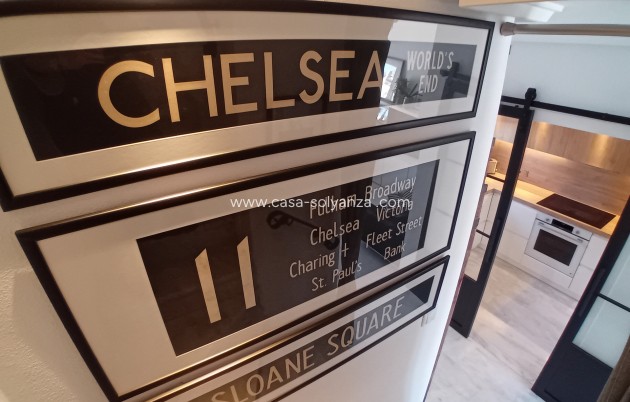 CHELSEA WORLD'S
END
www.casa-solyanza.com
11
Fulham Broadway
Chelsea Victoria
Charing + Fleet Street
St. Paul's Bank
SLOANE SQUARE